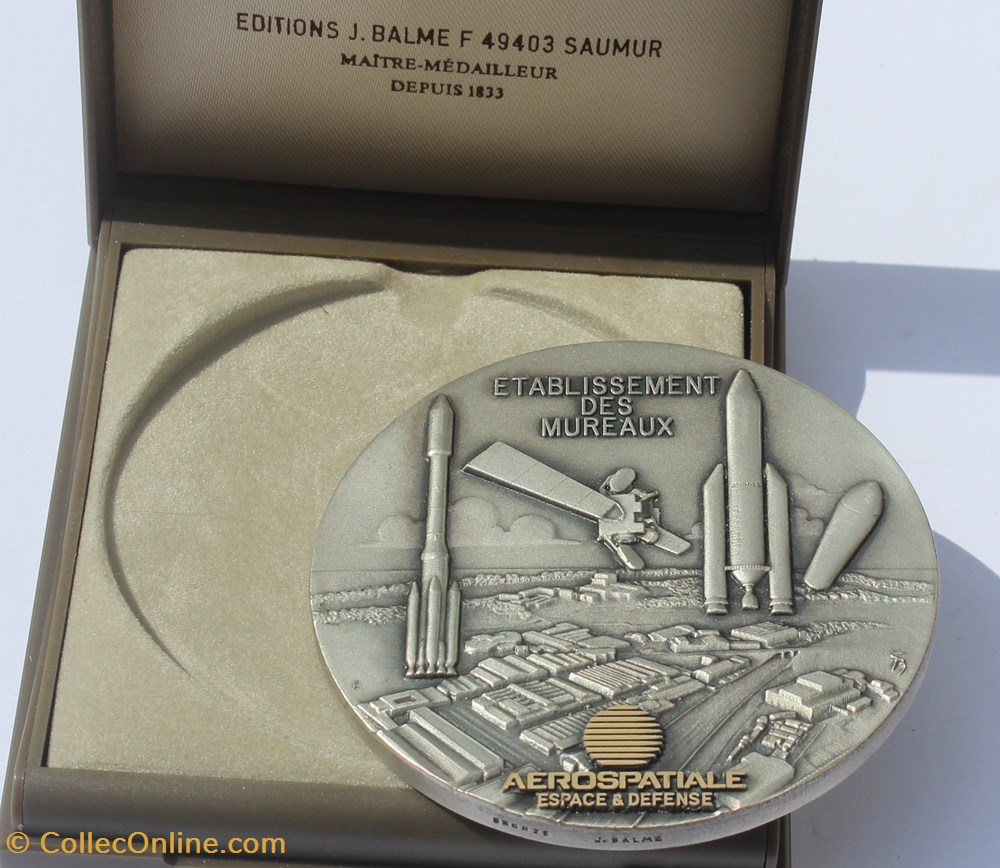 EDITIONS J. BALME F 49403 SAUMUR
MAÎTRE-MÉDAILLEUR
DEPUIS 1833
ETABLISSEMENT
DES
MUREAUX
AEROSPATIALE
ESPACE & DEFENSE
BRONZE J. BALME
© CollecOnline.com